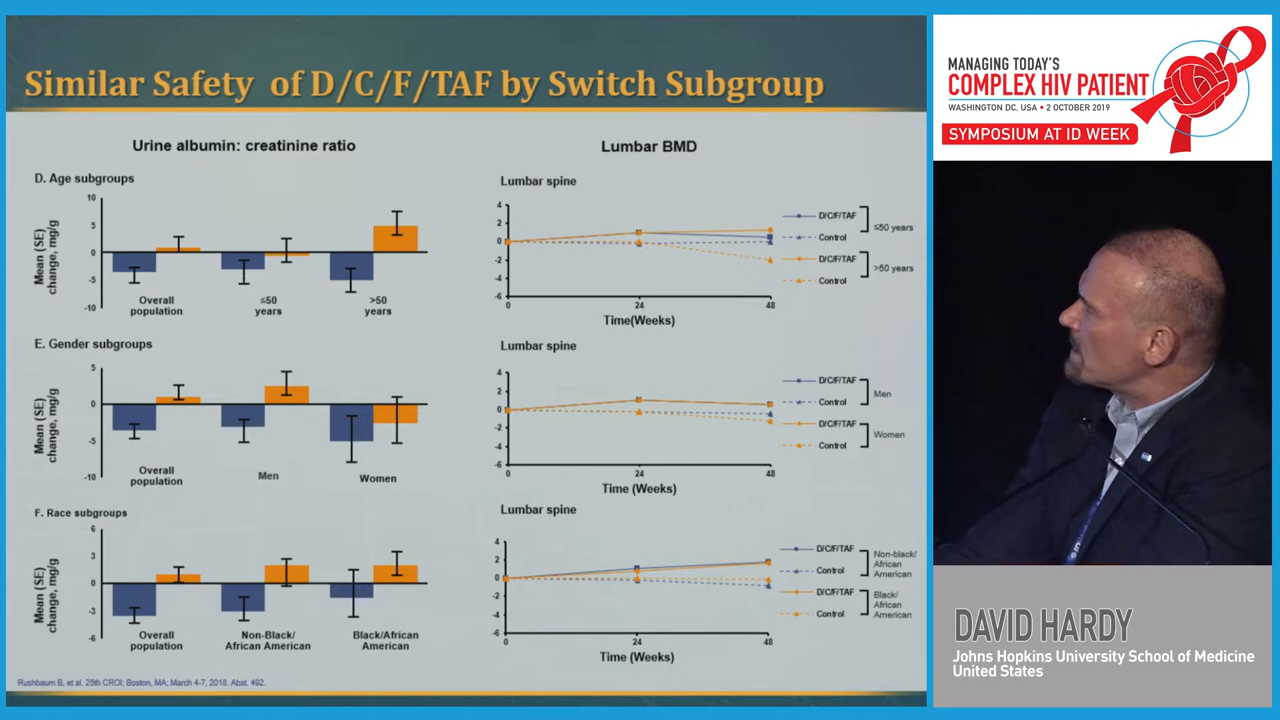 Similar Safety of D/C/F/TAF by Switch Subgroup
Urine albumin: creatinine ratio
Lumbar BMD
D. Age subgroups
Mean (SE)
change, mg/g
10
5
0
-5
-10
Overall
population
≤50
years
>50
years
Lumbar spine
4
2
0
-2
-4
-6
0
24
48
Time(Weeks)
D/C/F/TAF
Control
≤50 years
D/C/F/TAF
Control
>50 years
E. Gender subgroups
Mean (SE)
change, mg/g
5
0
-5
-10
Overall
population
Men
Women
Lumbar spine
4
2
0
-2
-4
-6
0
24
48
Time (Weeks)
D/C/F/TAF
Control
Men
D/C/F/TAF
Control
Women
F. Race subgroups
Mean (SE)
change, mg/g
6
3
0
-3
-6
Overall
population
Non-Black/
African American
Black/African
American
Lumbar spine
4
2
0
-2
-4
-6
0
24
48
Time (Weeks)
D/C/F/TAF
Control
Non-black/
African
American
D/C/F/TAF
Control
Black/
African
American
Rushbaum B, et al. 25th CROI; Boston, MA; March 4-7, 2018. Abst. 492.
MANAGING TODAY'S
COMPLEX HIV PATIENT
WASHINGTON DC, USA • 2 OCTOBER 2019
SYMPOSIUM AT ID WEEK
DAVID HARDY
Johns Hopkins University School of Medicine
United States